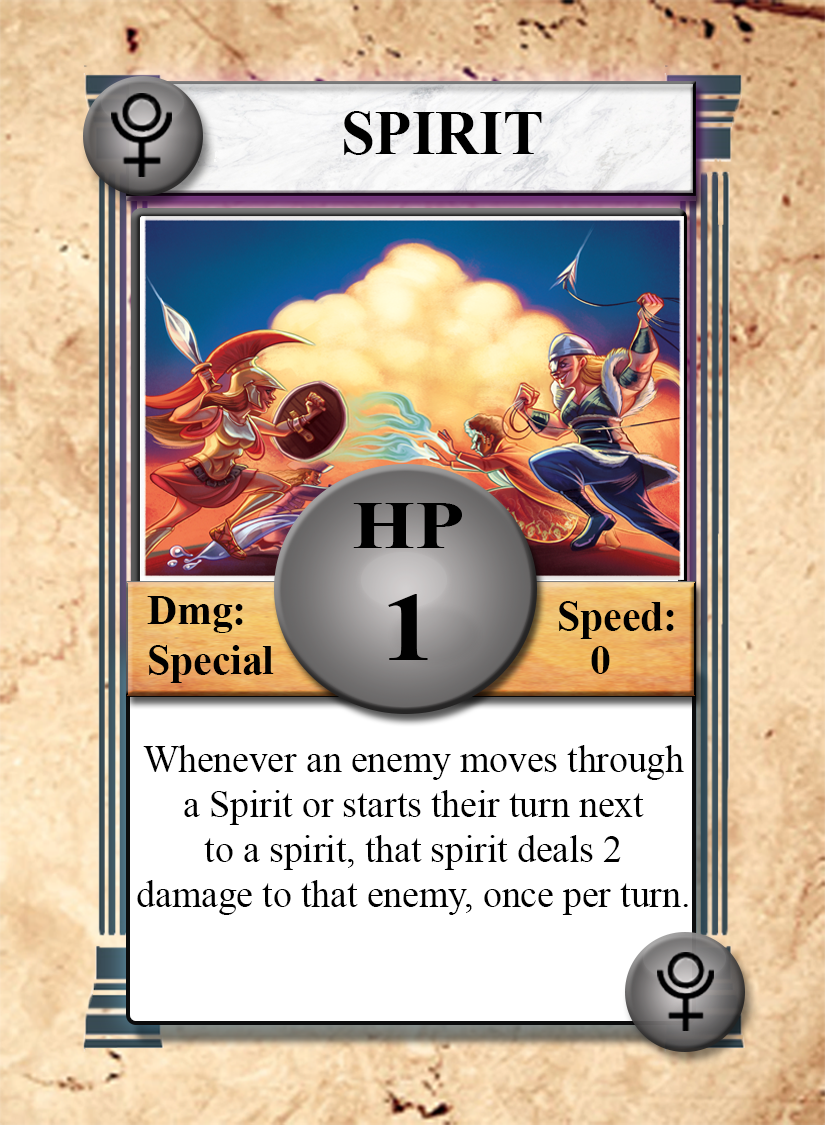 SPIRIT
HP
1
Dmg:
Special
Speed:
0
Whenever an enemy moves through
a Spirit or starts their turn next
to a spirit, that spirit deals 2
damage to that enemy, once per turn.